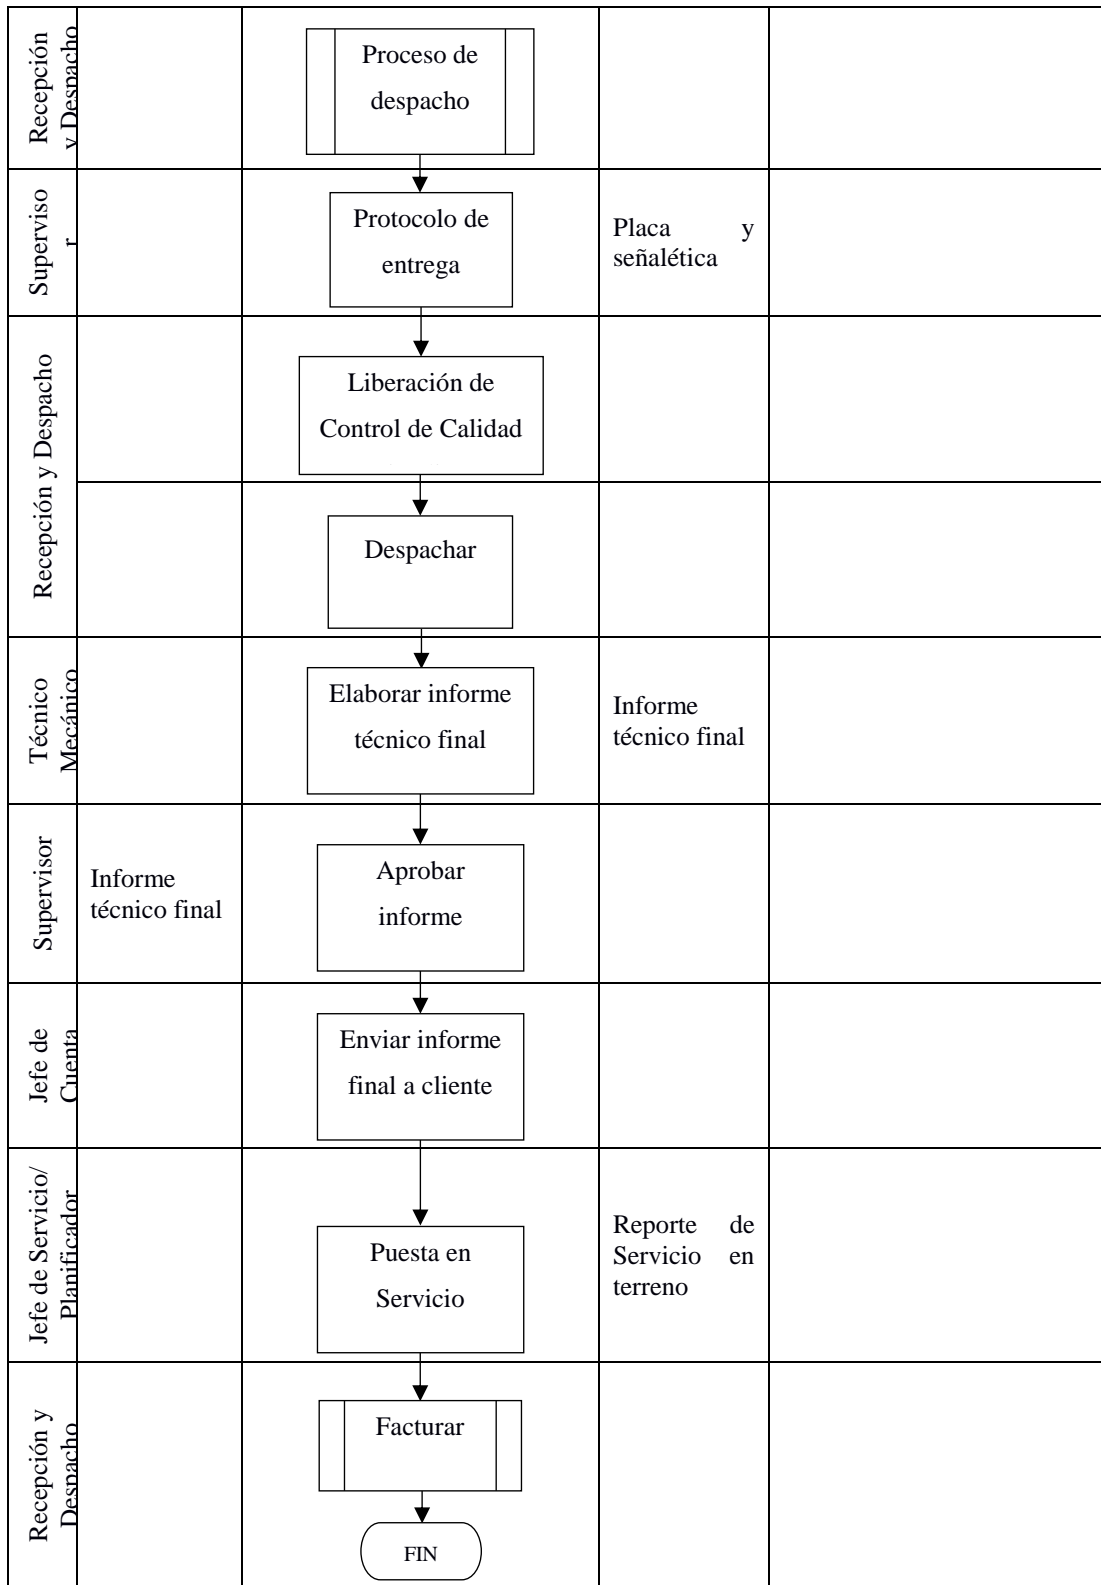 Recepción
y Despacho
Proceso de
despacho
Superviso
r
Protocolo de
entrega
Placa y
señalética
Recepción y Despacho
Liberación de
Control de Calidad
Despachar
Técnico
Mecánico
Elaborar informe
técnico final
Informe
técnico final
Supervisor
Informe
técnico final
Aprobar
informe
Jefe de
Cuenta
Enviar informe
final a cliente
Jefe de Servicio/
Planificador
Puesta en
Servicio
Reporte de
Servicio en
terreno
Recepción y
Despacho
Facturar
FIN